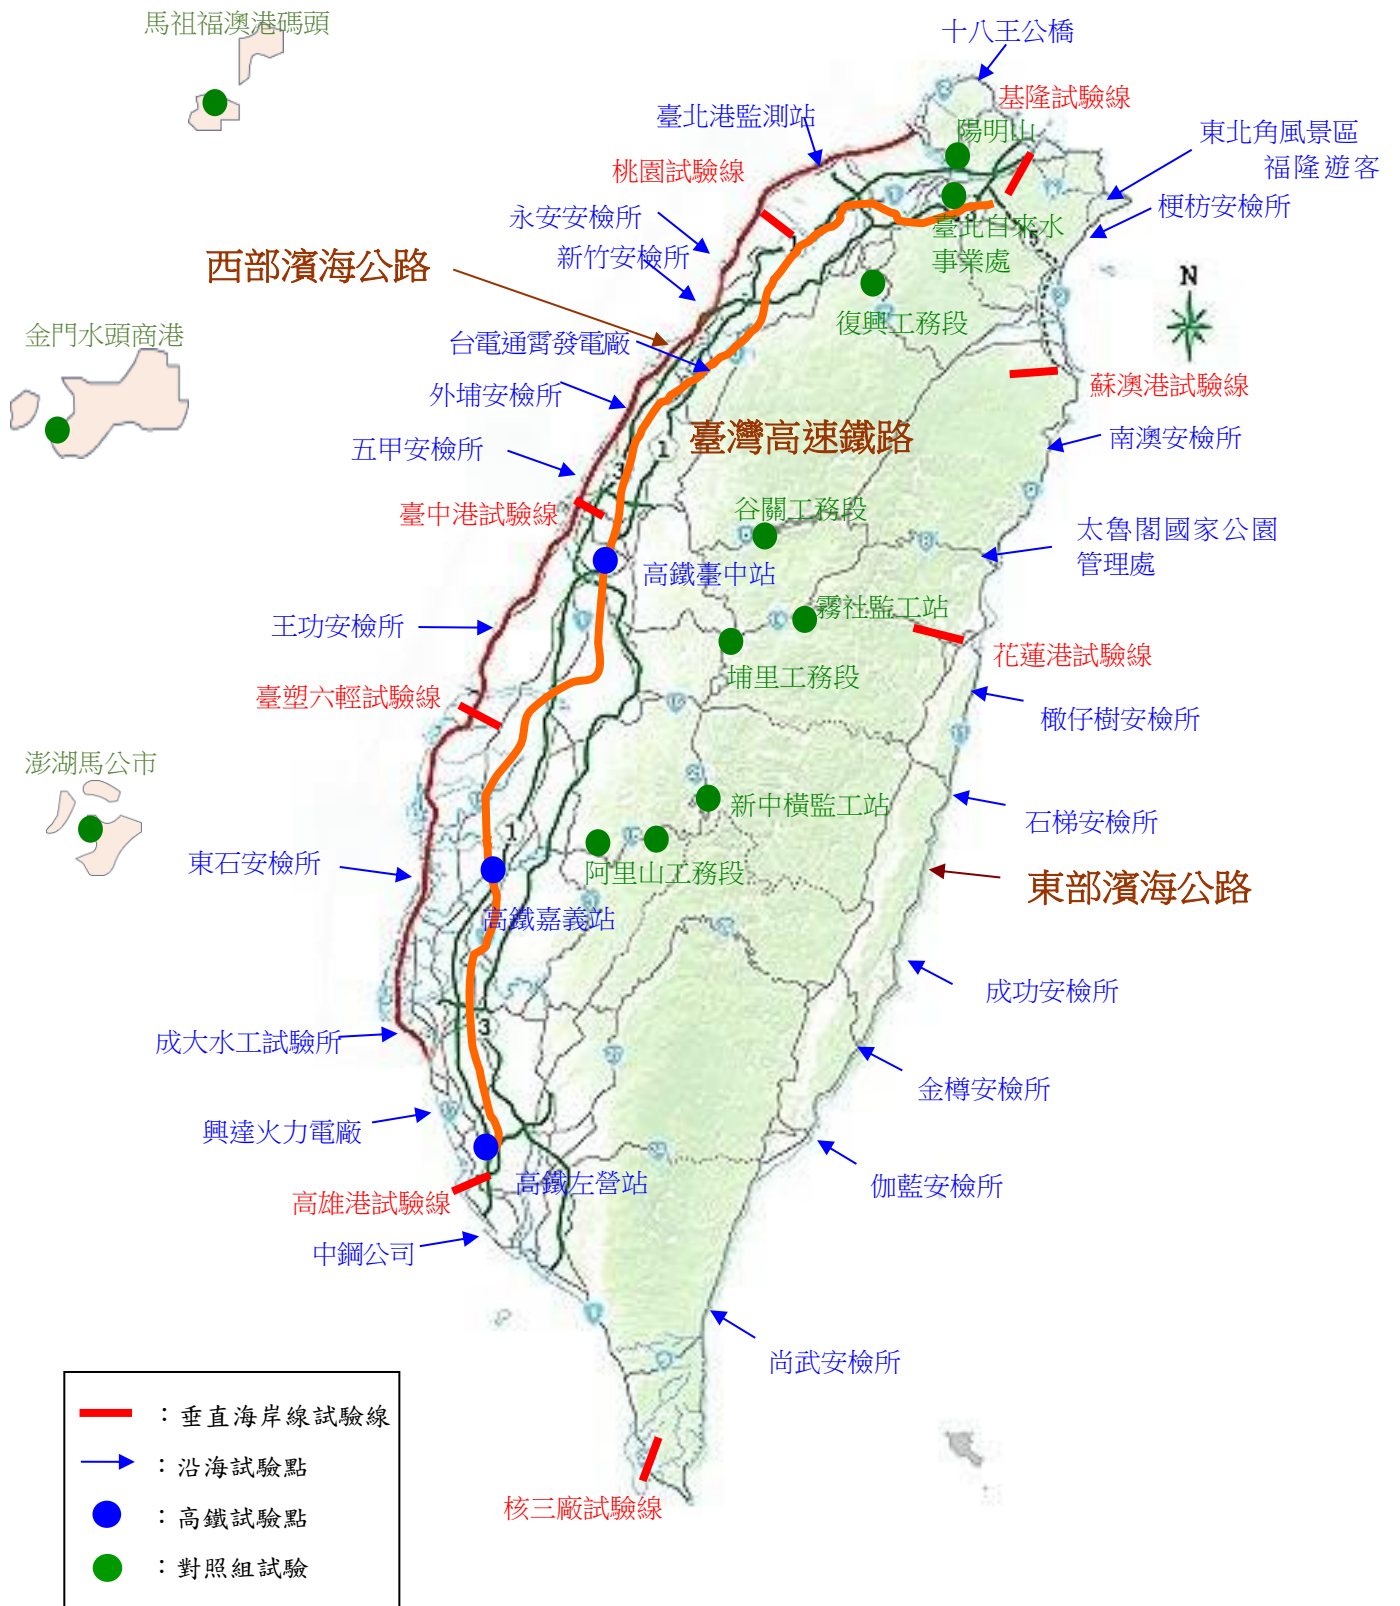 馬祖福澳港碼頭
十八王公橋
基隆試驗線
臺北港監測站
陽明山
東北角風景區
福隆遊客
桃園試驗線
梗枋安檢所
永安安檢所
臺北自來水
事業處
新竹安檢所
西部濱海公路
N
復興工務段
金門水頭商港
台電通霄發電廠
蘇澳港試驗線
外埔安檢所
臺灣高速鐵路
南澳安檢所
五甲安檢所
1
臺中港試驗線
谷關工務段
太魯閣國家公園
管理處
高鐵臺中站
霧社監工站
王功安檢所
花蓮港試驗線
埔里工務段
臺塑六輕試驗線
橄仔樹安檢所
澎湖馬公市
新中橫監工站
石梯安檢所
1
東石安檢所
阿里山工務段
東部濱海公路
高鐵嘉義站
成功安檢所
3
成大水工試驗所
金樽安檢所
興達火力電廠
高鐵左營站
伽藍安檢所
高雄港試驗線
中鋼公司
尚武安檢所
核三廠試驗線
：垂直海岸線試驗線
：沿海試驗點
：高鐵試驗點
：對照組試驗